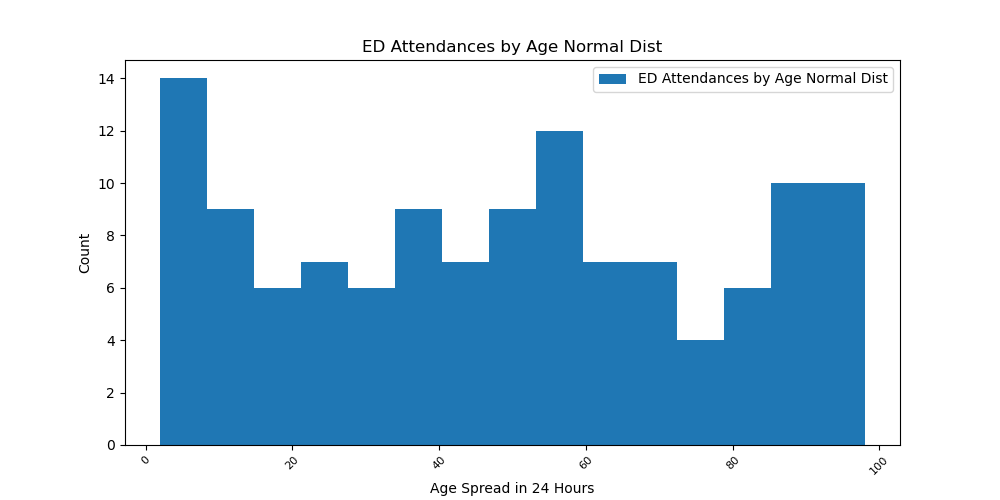 ED Attendances by Age Normal Dist
ED Attendances by Age Normal Dist
14
12
10
8
6
4
2
0
Count
0 20 40 60 80 100
Age Spread in 24 Hours